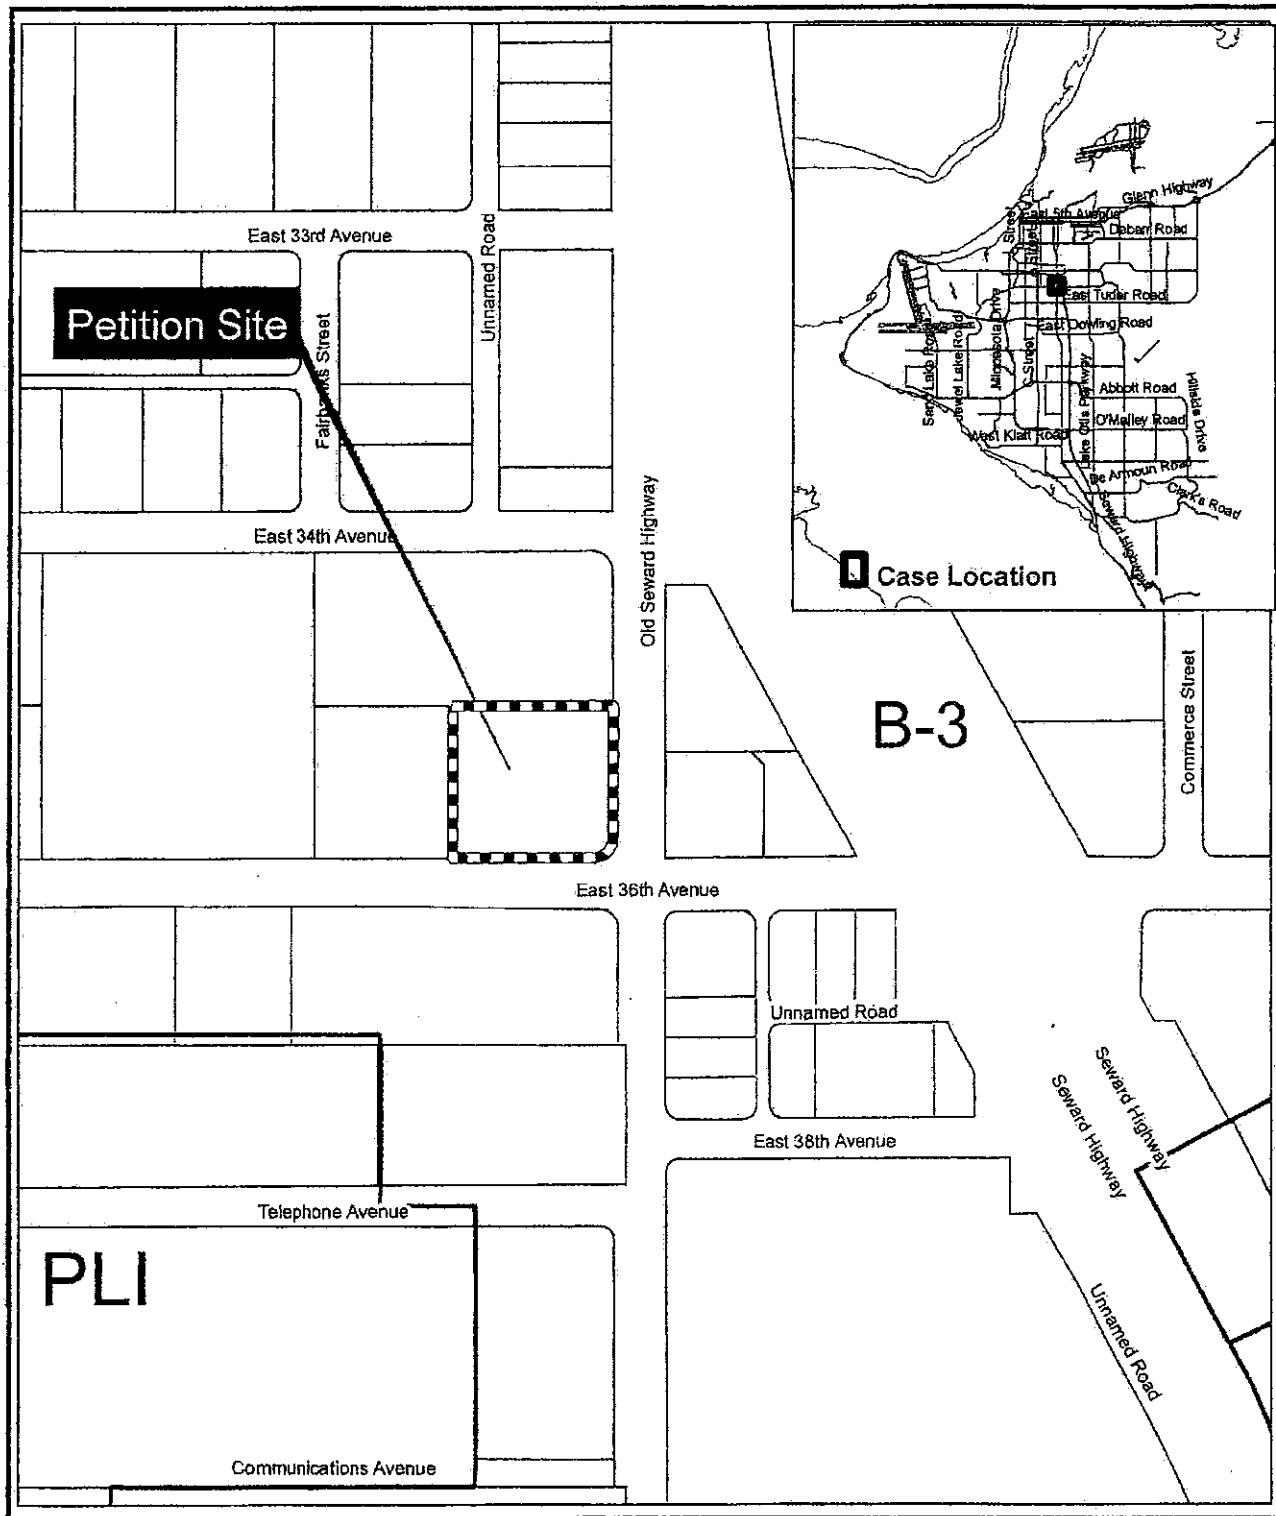 East 33rd Avenue
Unnamed Road
Petition Site
Fairbanks Street
East 34th Avenue
Old Seward Highway
Glenn Highway
East 5th Avenue
Street
Debarr Road
Street
East Tudor Road
East Dowling Road
Minnesota Drive
C Street
Sand Lake Road
Jewel Lake Road
Abbott Road
O'Malley Road
Hillside Drive
Lake Otis Parkway
West Klatt Road
De Armoun Road
Clark's Road
Seward Highway
Case Location
B-3
Commerce Street
East 36th Avenue
Unnamed Road
Seward Highway
Seward Highway
East 38th Avenue
Telephone Avenue
PLI
Unnamed Road
Communications Avenue